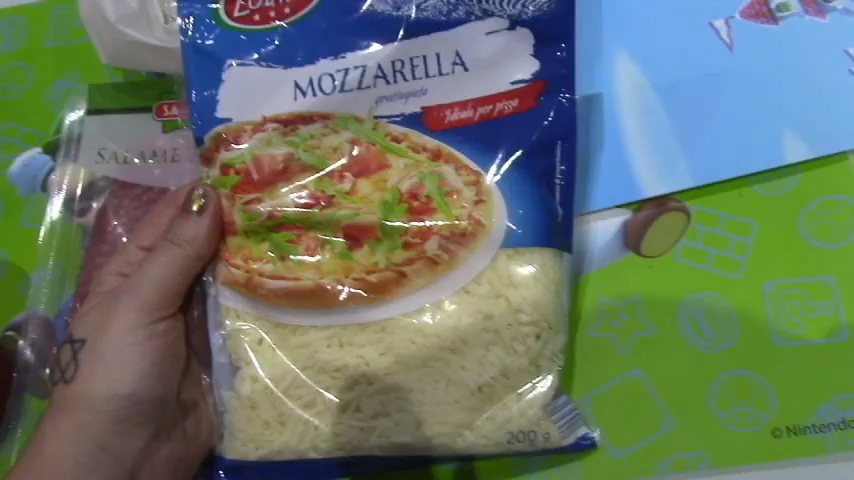 MOZZARELLA
grattugiata
Ideale per pizza
SALAME
200 g
© Nintendo